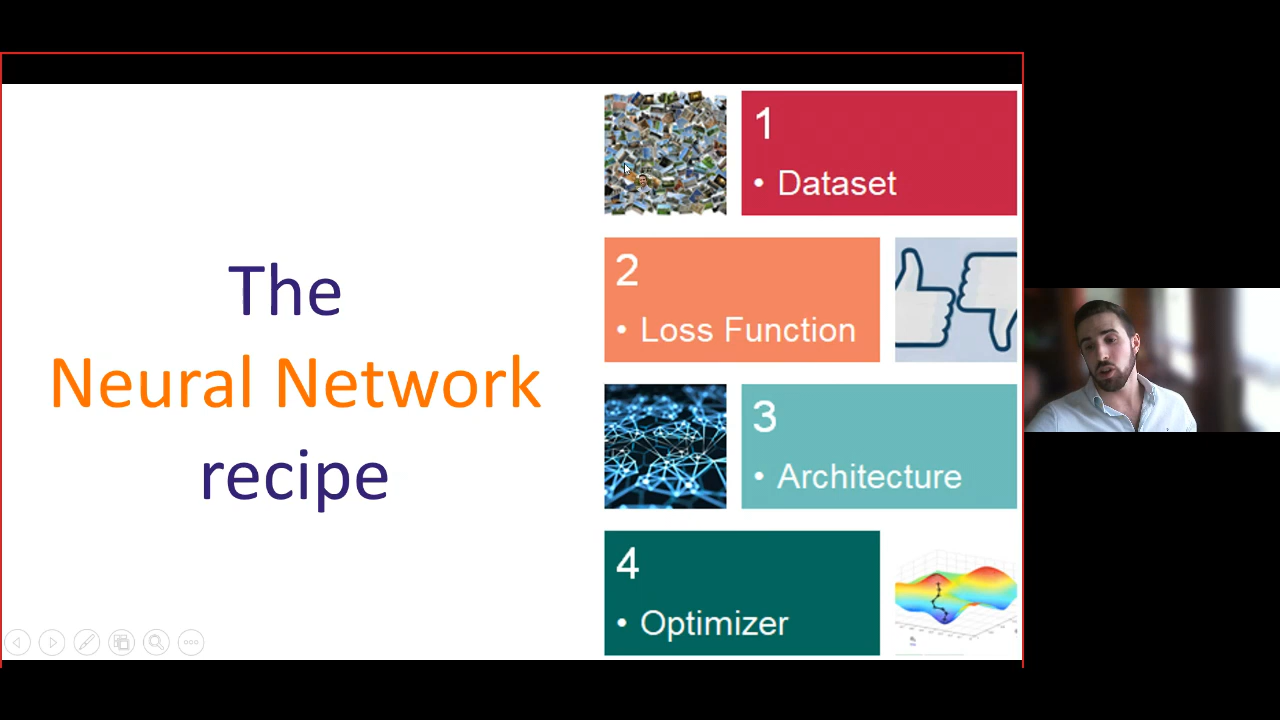 The
Neural Network
recipe
1
• Dataset
2
• Loss Function
3
• Architecture
4
• Optimizer